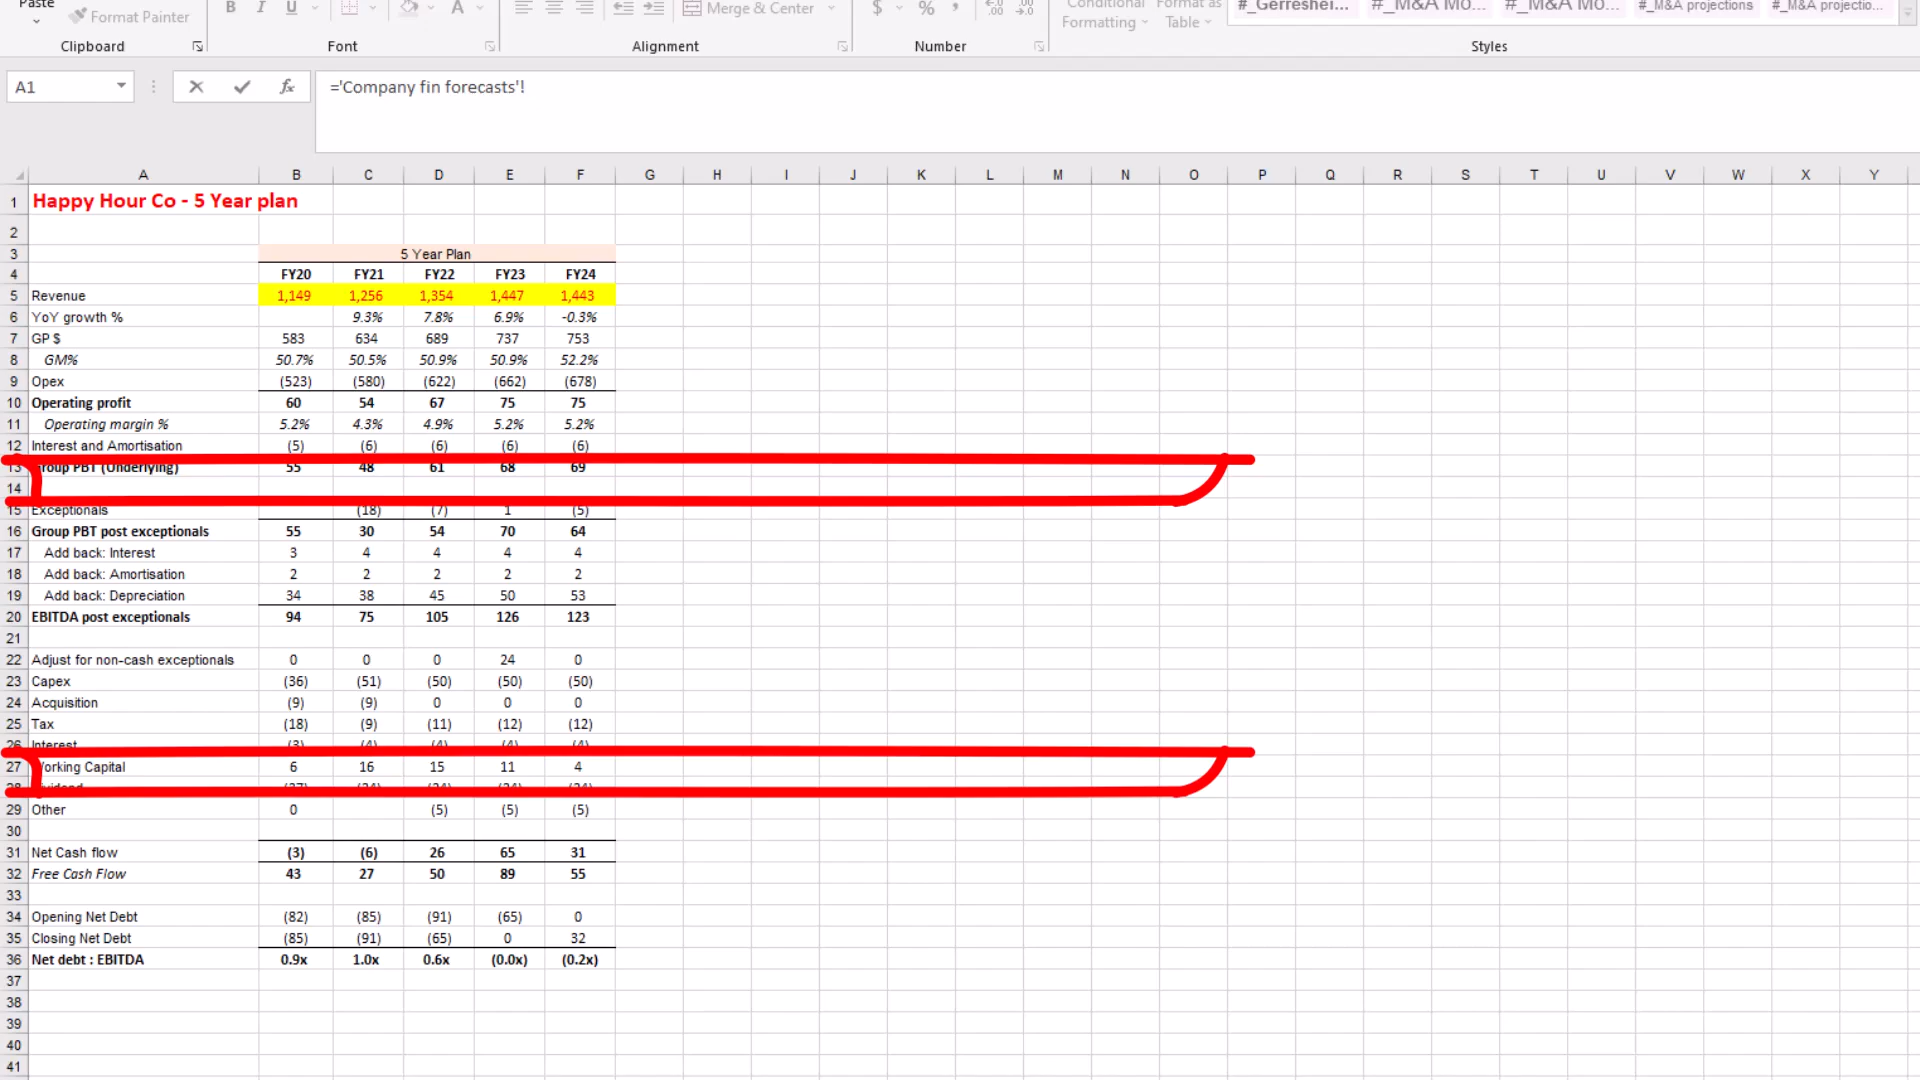 Paste
Format Painter
B I U A
Merge & Center
$ % ,
Conditional Formatting
Format as Table
#_Gerreshei... #_M&A Mo... #_M&A Mo... #_M&A projections #_M&A projectio...
Clipboard Font Alignment Number Styles
A1 fx ='Company fin forecasts'!
A B C D E F G H I J K L M N O P Q R S T U V W X Y
1 Happy Hour Co - 5 Year plan
2
3 5 Year Plan
4 FY20 FY21 FY22 FY23 FY24
5 Revenue 1,149 1,256 1,354 1,447 1,443
6 YoY growth % 9.3% 7.8% 6.9% -0.3%
7 GP $ 583 634 689 737 753
8 GM% 50.7% 50.5% 50.9% 50.9% 52.2%
9 Opex (523) (580) (622) (662) (678)
10 Operating profit 60 54 67 75 75
11 Operating margin % 5.2% 4.3% 4.9% 5.2% 5.2%
12 Interest and Amortisation (5) (6) (6) (6) (6)
13 Group PBT (Underlying) 55 48 61 68 69
14
15 Exceptionals (18) (7) 1 (5)
16 Group PBT post exceptionals 55 30 54 70 64
17 Add back: Interest 3 4 4 4 4
18 Add back: Amortisation 2 2 2 2 2
19 Add back: Depreciation 34 38 45 50 53
20 EBITDA post exceptionals 94 75 105 126 123
21
22 Adjust for non-cash exceptionals 0 0 0 24 0
23 Capex (36) (51) (50) (50) (50)
24 Acquisition (9) (9) 0 0 0
25 Tax (18) (9) (11) (12) (12)
26 Interest (3) (4) (4) (4) (4)
27 Working Capital 6 16 15 11 4
28 Dividend
29 Other 0 (5) (5) (5)
30
31 Net Cash flow (3) (6) 26 65 31
32 Free Cash Flow 43 27 50 89 55
33
34 Opening Net Debt (82) (85) (91) (65) 0
35 Closing Net Debt (85) (91) (65) 0 32
36 Net debt : EBITDA 0.9x 1.0x 0.6x (0.0x) (0.2x)
37
38
39
40
41